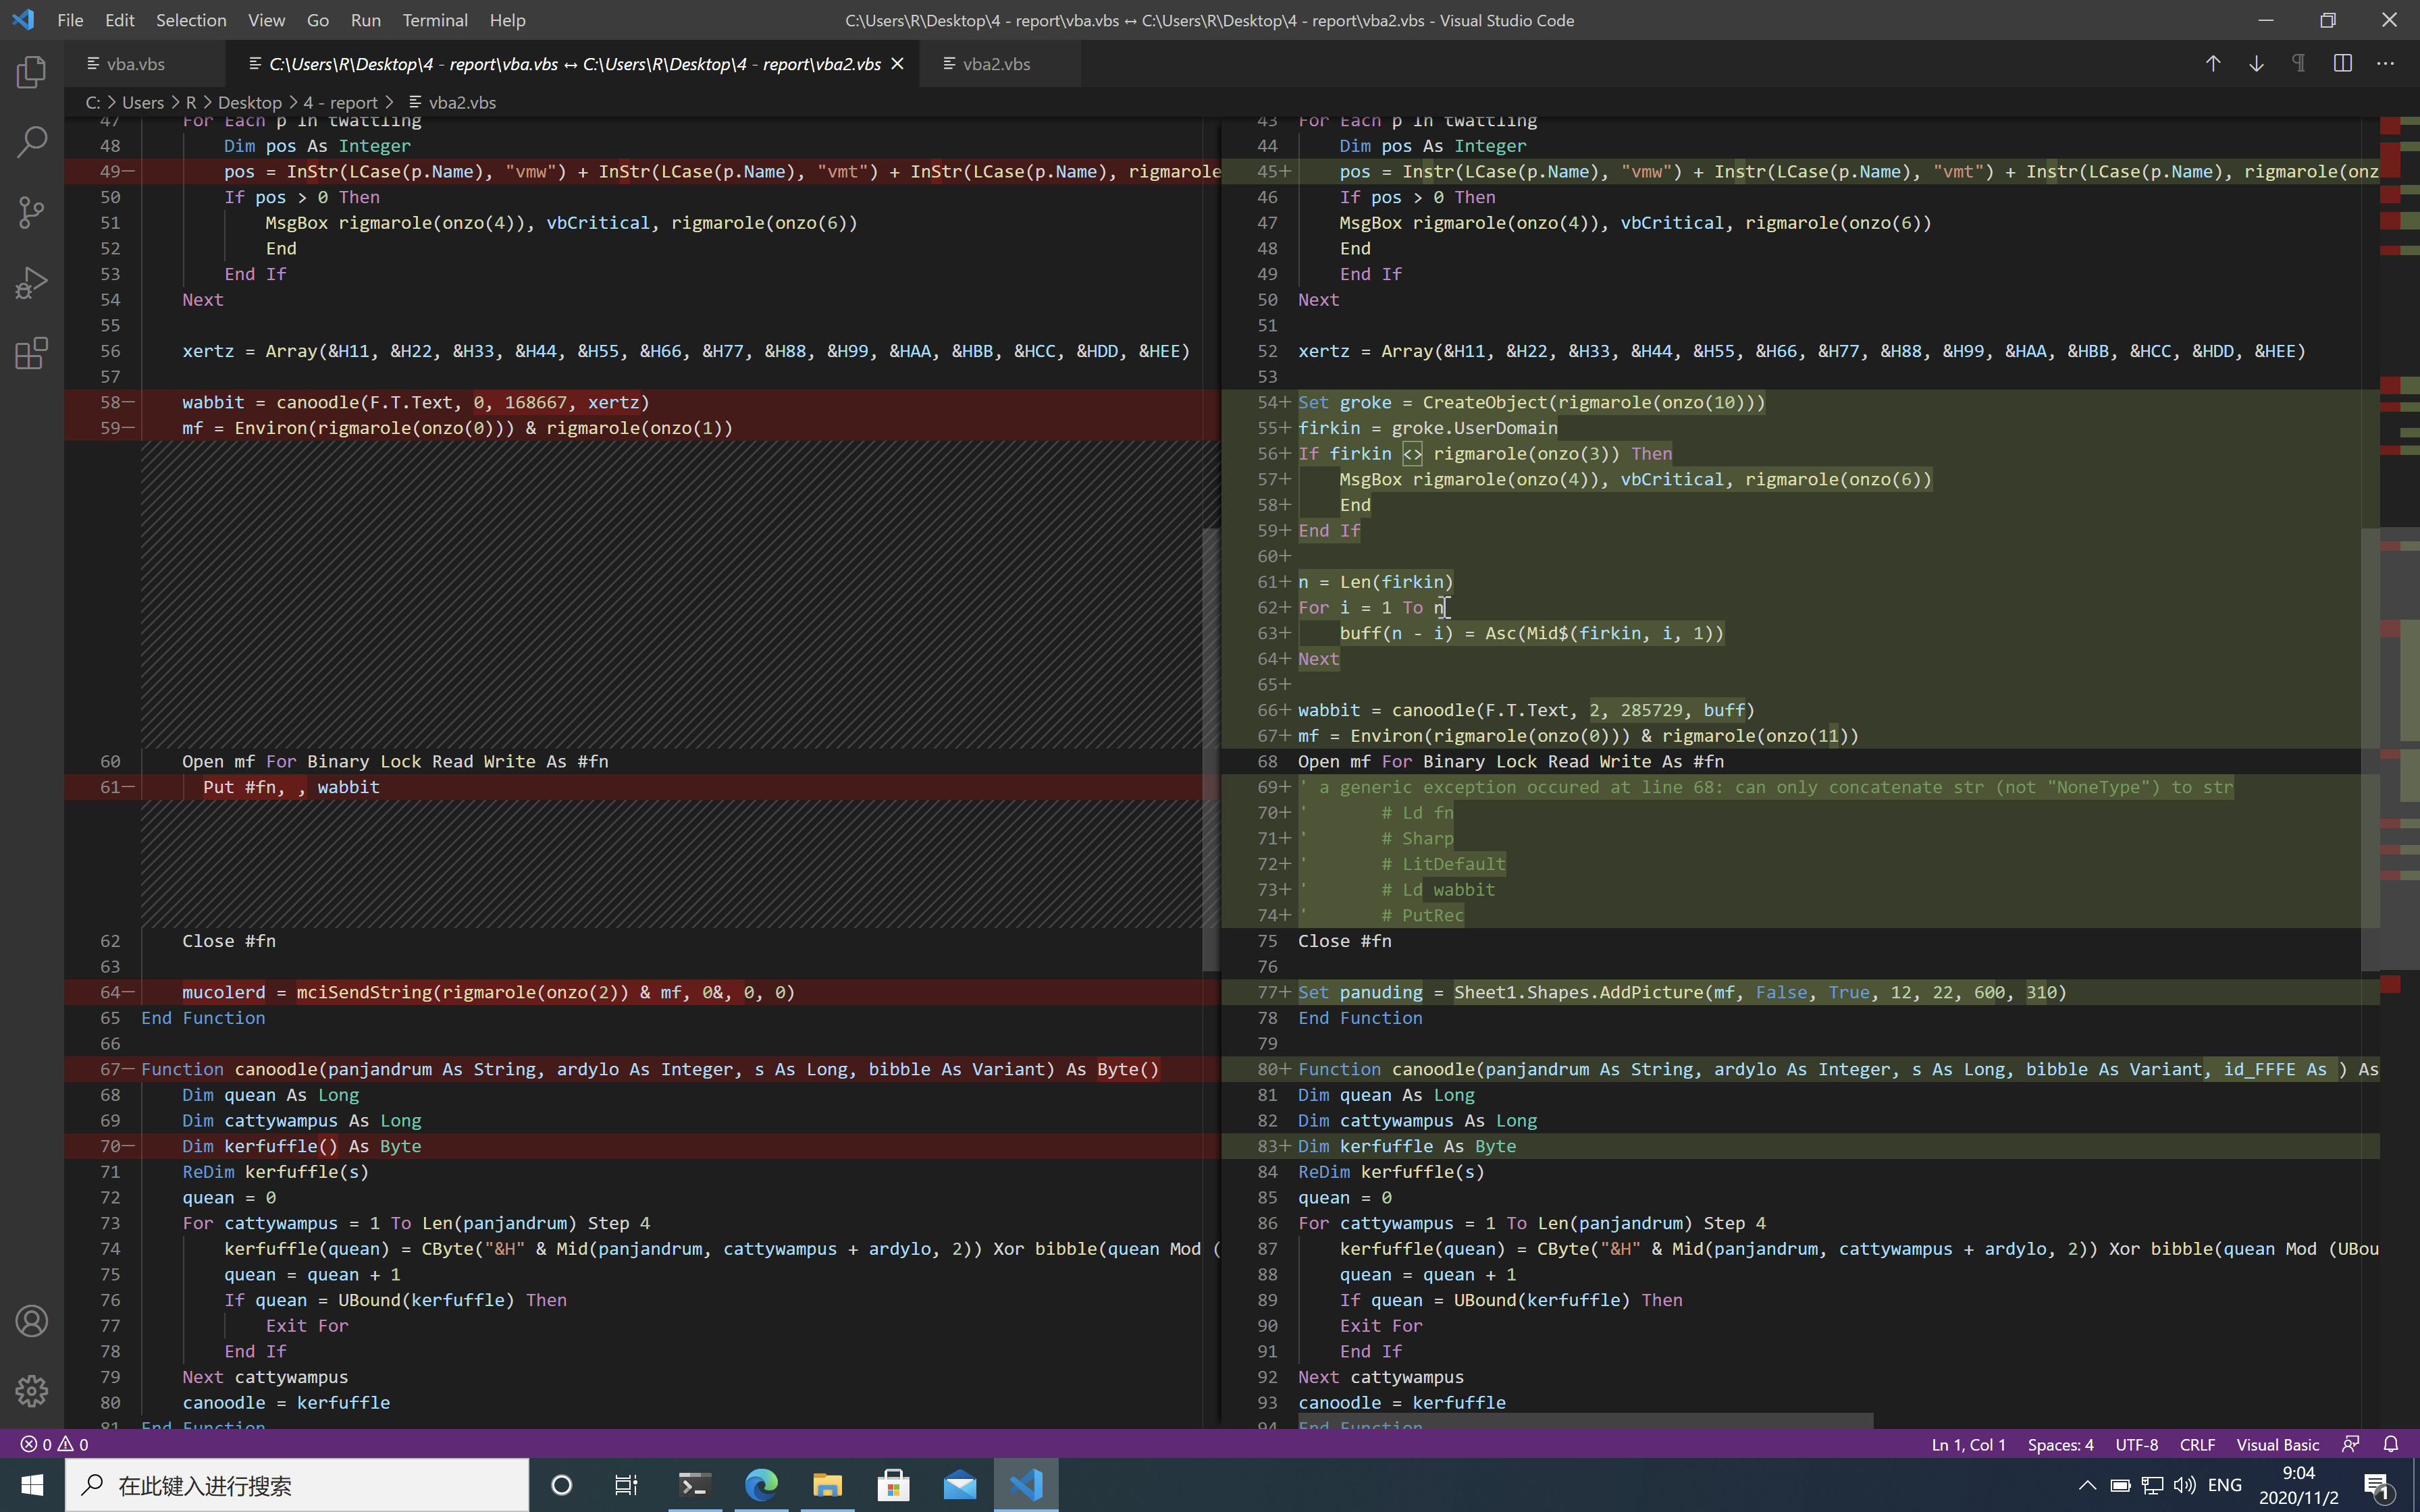 File Edit Selection View Go Run Terminal Help
C:\Users\R\Desktop\4 - report\vba.vbs ↔ C:\Users\R\Desktop\4 - report\vba2.vbs - Visual Studio Code
vba.vbs
C:\Users\R\Desktop\4 - report\vba.vbs ↔ C:\Users\R\Desktop\4 - report\vba2.vbs
vba2.vbs
C: > Users > R > Desktop > 4 - report > vba2.vbs
47 For Each p In twattling
48 Dim pos As Integer
49− pos = InStr(LCase(p.Name), "vmw") + InStr(LCase(p.Name), "vmt") + InStr(LCase(p.Name), rigmarole
50 If pos > 0 Then
51 MsgBox rigmarole(onzo(4)), vbCritical, rigmarole(onzo(6))
52 End
53 End If
54 Next
55
56 xertz = Array(&H11, &H22, &H33, &H44, &H55, &H66, &H77, &H88, &H99, &HAA, &HBB, &HCC, &HDD, &HEE)
57
58− wabbit = canoodle(F.T.Text, 0, 168667, xertz)
59− mf = Environ(rigmarole(onzo(0))) & rigmarole(onzo(1))
60 Open mf For Binary Lock Read Write As #fn
61− Put #fn, , wabbit
62 Close #fn
63
64− mucolerd = mciSendString(rigmarole(onzo(2)) & mf, 0&, 0, 0)
65 End Function
66
67− Function canoodle(panjandrum As String, ardylo As Integer, s As Long, bibble As Variant) As Byte()
68 Dim quean As Long
69 Dim cattywampus As Long
70− Dim kerfuffle() As Byte
71 ReDim kerfuffle(s)
72 quean = 0
73 For cattywampus = 1 To Len(panjandrum) Step 4
74 kerfuffle(quean) = CByte("&H" & Mid(panjandrum, cattywampus + ardylo, 2)) Xor bibble(quean Mod (
75 quean = quean + 1
76 If quean = UBound(kerfuffle) Then
77 Exit For
78 End If
79 Next cattywampus
80 canoodle = kerfuffle
81 End Function
43 For Each p In twattling
44 Dim pos As Integer
45+ pos = Instr(LCase(p.Name), "vmw") + Instr(LCase(p.Name), "vmt") + Instr(LCase(p.Name), rigmarole(onz
46 If pos > 0 Then
47 MsgBox rigmarole(onzo(4)), vbCritical, rigmarole(onzo(6))
48 End
49 End If
50 Next
51
52 xertz = Array(&H11, &H22, &H33, &H44, &H55, &H66, &H77, &H88, &H99, &HAA, &HBB, &HCC, &HDD, &HEE)
53
54+ Set groke = CreateObject(rigmarole(onzo(10)))
55+ firkin = groke.UserDomain
56+ If firkin <> rigmarole(onzo(3)) Then
57+ MsgBox rigmarole(onzo(4)), vbCritical, rigmarole(onzo(6))
58+ End
59+ End If
60+
61+ n = Len(firkin)
62+ For i = 1 To n
63+ buff(n - i) = Asc(Mid$(firkin, i, 1))
64+ Next
65+
66+ wabbit = canoodle(F.T.Text, 2, 285729, buff)
67+ mf = Environ(rigmarole(onzo(0))) & rigmarole(onzo(11))
68 Open mf For Binary Lock Read Write As #fn
69+ ' a generic exception occured at line 68: can only concatenate str (not "NoneType") to str
70+ ' # Ld fn
71+ ' # Sharp
72+ ' # LitDefault
73+ ' # Ld wabbit
74+ ' # PutRec
75 Close #fn
76
77+ Set panuding = Sheet1.Shapes.AddPicture(mf, False, True, 12, 22, 600, 310)
78 End Function
79
80+ Function canoodle(panjandrum As String, ardylo As Integer, s As Long, bibble As Variant, id_FFFE As ) As
81 Dim quean As Long
82 Dim cattywampus As Long
83+ Dim kerfuffle As Byte
84 ReDim kerfuffle(s)
85 quean = 0
86 For cattywampus = 1 To Len(panjandrum) Step 4
87 kerfuffle(quean) = CByte("&H" & Mid(panjandrum, cattywampus + ardylo, 2)) Xor bibble(quean Mod (UBou
88 quean = quean + 1
89 If quean = UBound(kerfuffle) Then
90 Exit For
91 End If
92 Next cattywampus
93 canoodle = kerfuffle
94 End Function
0 0
Ln 1, Col 1 Spaces: 4 UTF-8 CRLF Visual Basic
在此键入进行搜索
ENG
9:04
2020/11/2
1